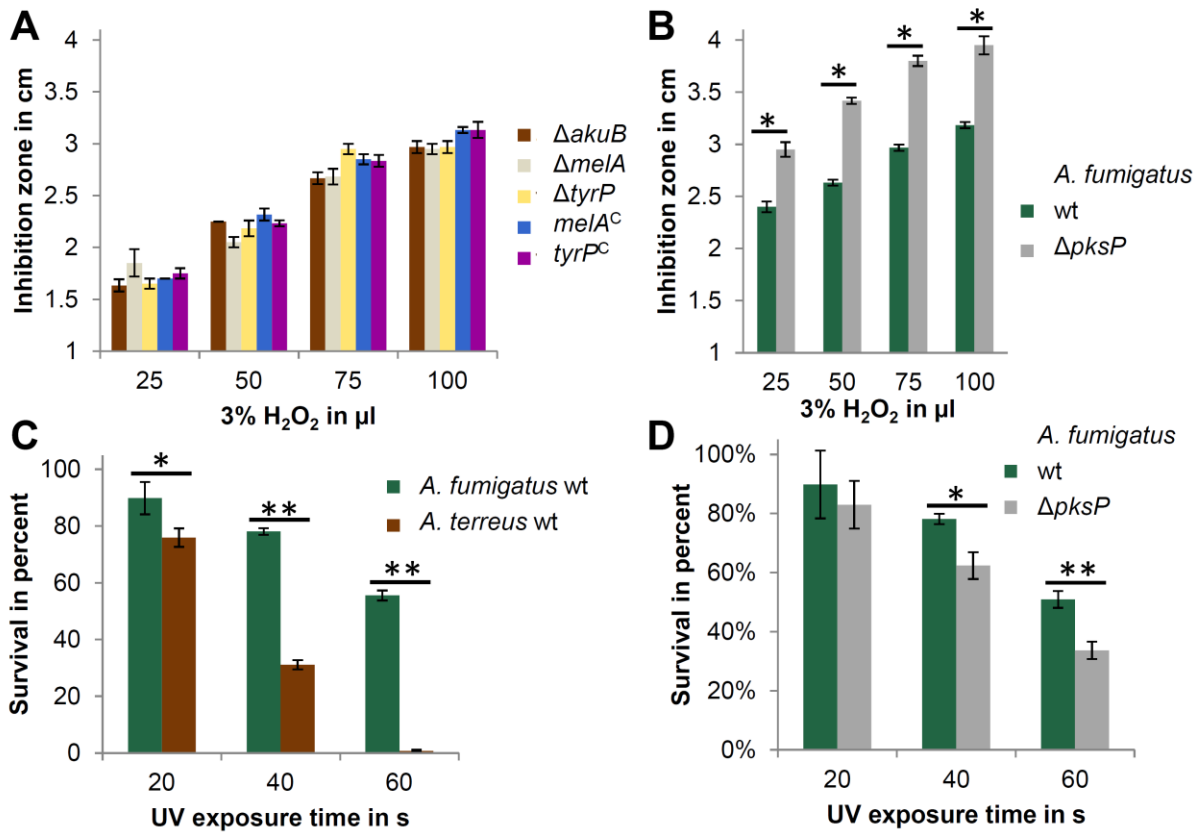 A
Inhibition zone in cm
4
3.5
3
2.5
2
1.5
1
25 50 75 100
3% H₂O₂ in µl
ΔakuB
ΔmelA
ΔtyrP
melAᶜ
tyrPᶜ
B
Inhibition zone in cm
4
3.5
3
2.5
2
1.5
1
* * * *
25 50 75 100
3% H₂O₂ in µl
A. fumigatus
wt
ΔpksP
C
Survival in percent
100
80
60
40
20
0
* ** **
20 40 60
UV exposure time in s
A. fumigatus wt
A. terreus wt
D
Survival in percent
100%
80%
60%
40%
20%
0%
* **
20 40 60
UV exposure time in s
A. fumigatus
wt
ΔpksP